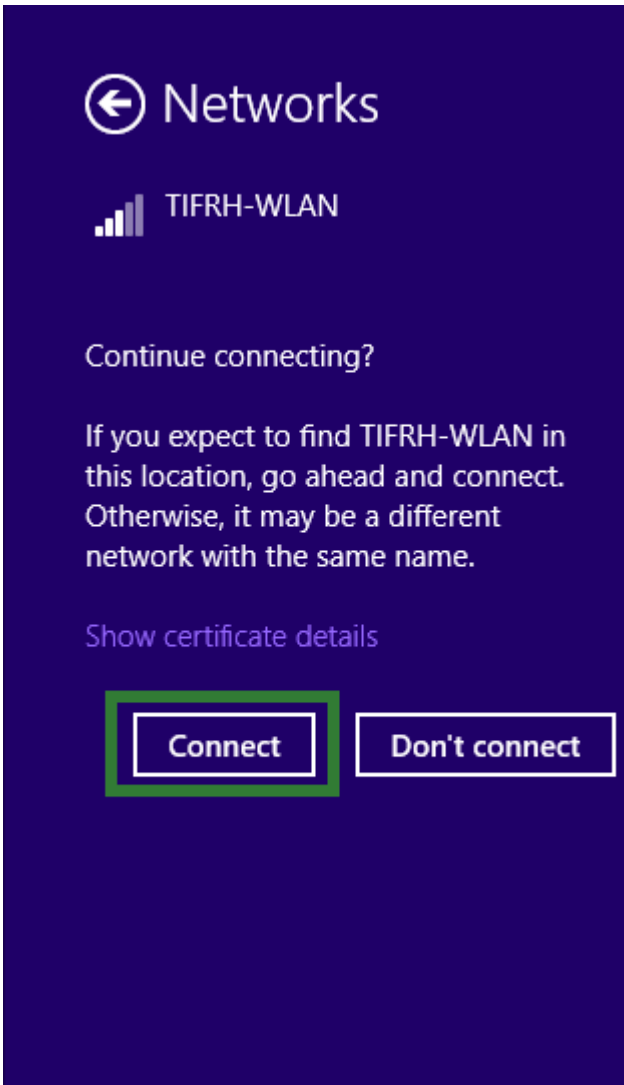 Networks
TIFRH-WLAN
Continue connecting?
If you expect to find TIFRH-WLAN in
this location, go ahead and connect.
Otherwise, it may be a different
network with the same name.
Show certificate details
Connect Don't connect